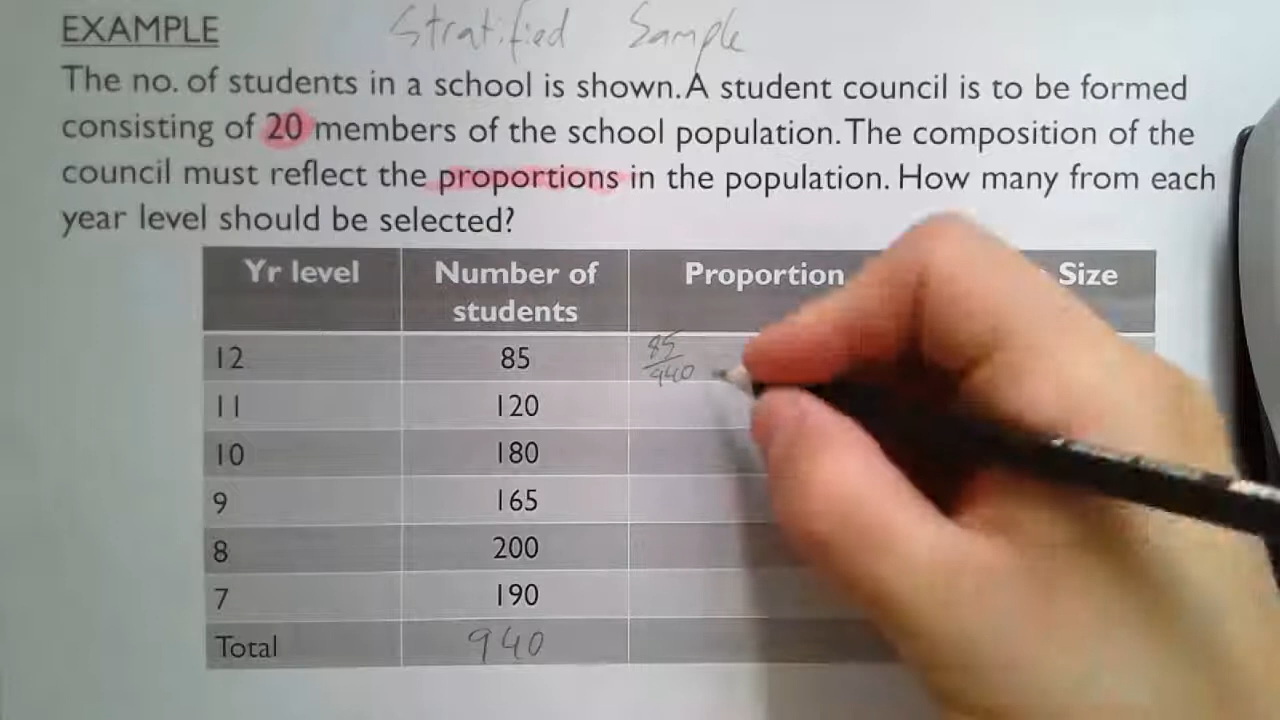 EXAMPLE Stratified Sample
The no. of students in a school is shown. A student council is to be formed
consisting of 20 members of the school population. The composition of the
council must reflect the proportions in the population. How many from each
year level should be selected?
Yr level Number of students Proportion Size
12 85 85/940
11 120
10 180
9 165
8 200
7 190
Total 940